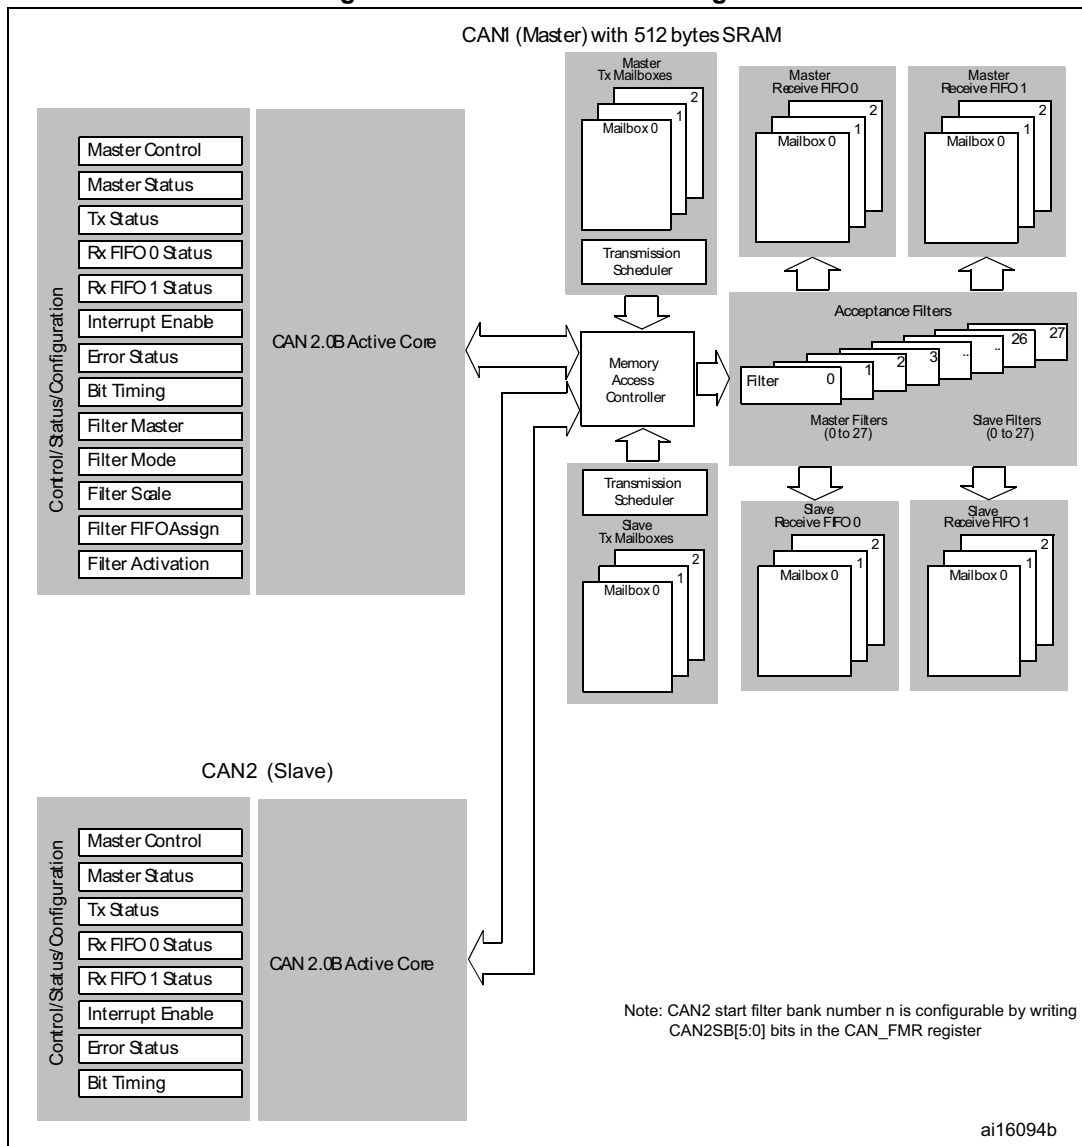 CAN1 (Master) with 512 bytes SRAM
Control/Status/Configuration
Master Control
Master Status
Tx Status
Rx FIFO 0 Status
Rx FIFO 1 Status
Interrupt Enable
Error Status
Bit Timing
Filter Master
Filter Mode
Filter Scale
Filter FIFO Assign
Filter Activation
CAN 2.0B Active Core
Master
Tx Mailboxes
2
1
Mailbox 0
Transmission
Scheduler
Master
Receive FIFO 0
2
1
Mailbox 0
Master
Receive FIFO 1
2
1
Mailbox 0
Memory
Access
Controller
Acceptance Filters
Filter 0 1 2 3 .. .. 26 27
Master Filters
(0 to 27)
Slave Filters
(0 to 27)
Transmission
Scheduler
Slave
Tx Mailboxes
2
1
Mailbox 0
Slave
Receive FIFO 0
2
1
Mailbox 0
Slave
Receive FIFO 1
2
1
Mailbox 0
CAN2 (Slave)
Control/Status/Configuration
Master Control
Master Status
Tx Status
Rx FIFO 0 Status
Rx FIFO 1 Status
Interrupt Enable
Error Status
Bit Timing
CAN 2.0B Active Core
Note: CAN2 start filter bank number n is configurable by writing
CAN2SB[5:0] bits in the CAN_FMR register
ai16094b